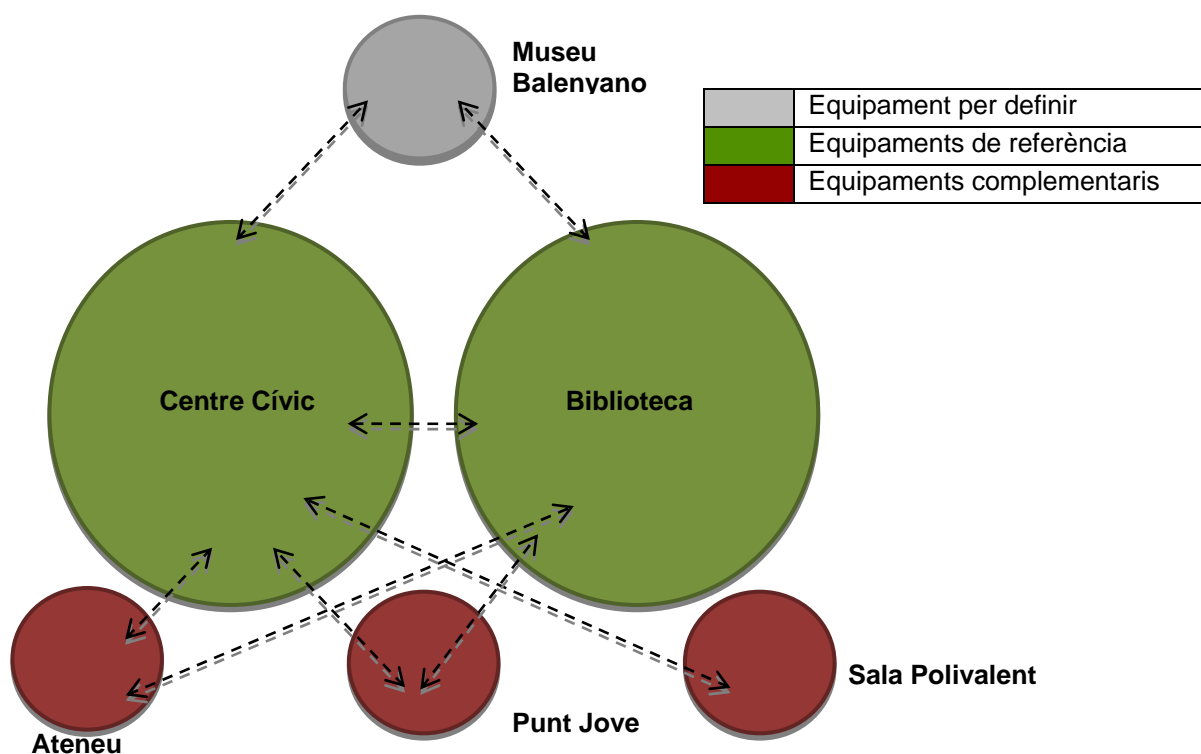 Museu
Balenyano
Equipament per definir
Equipaments de referència
Equipaments complementaris
Centre Cívic
Biblioteca
Sala Polivalent
Punt Jove
Ateneu